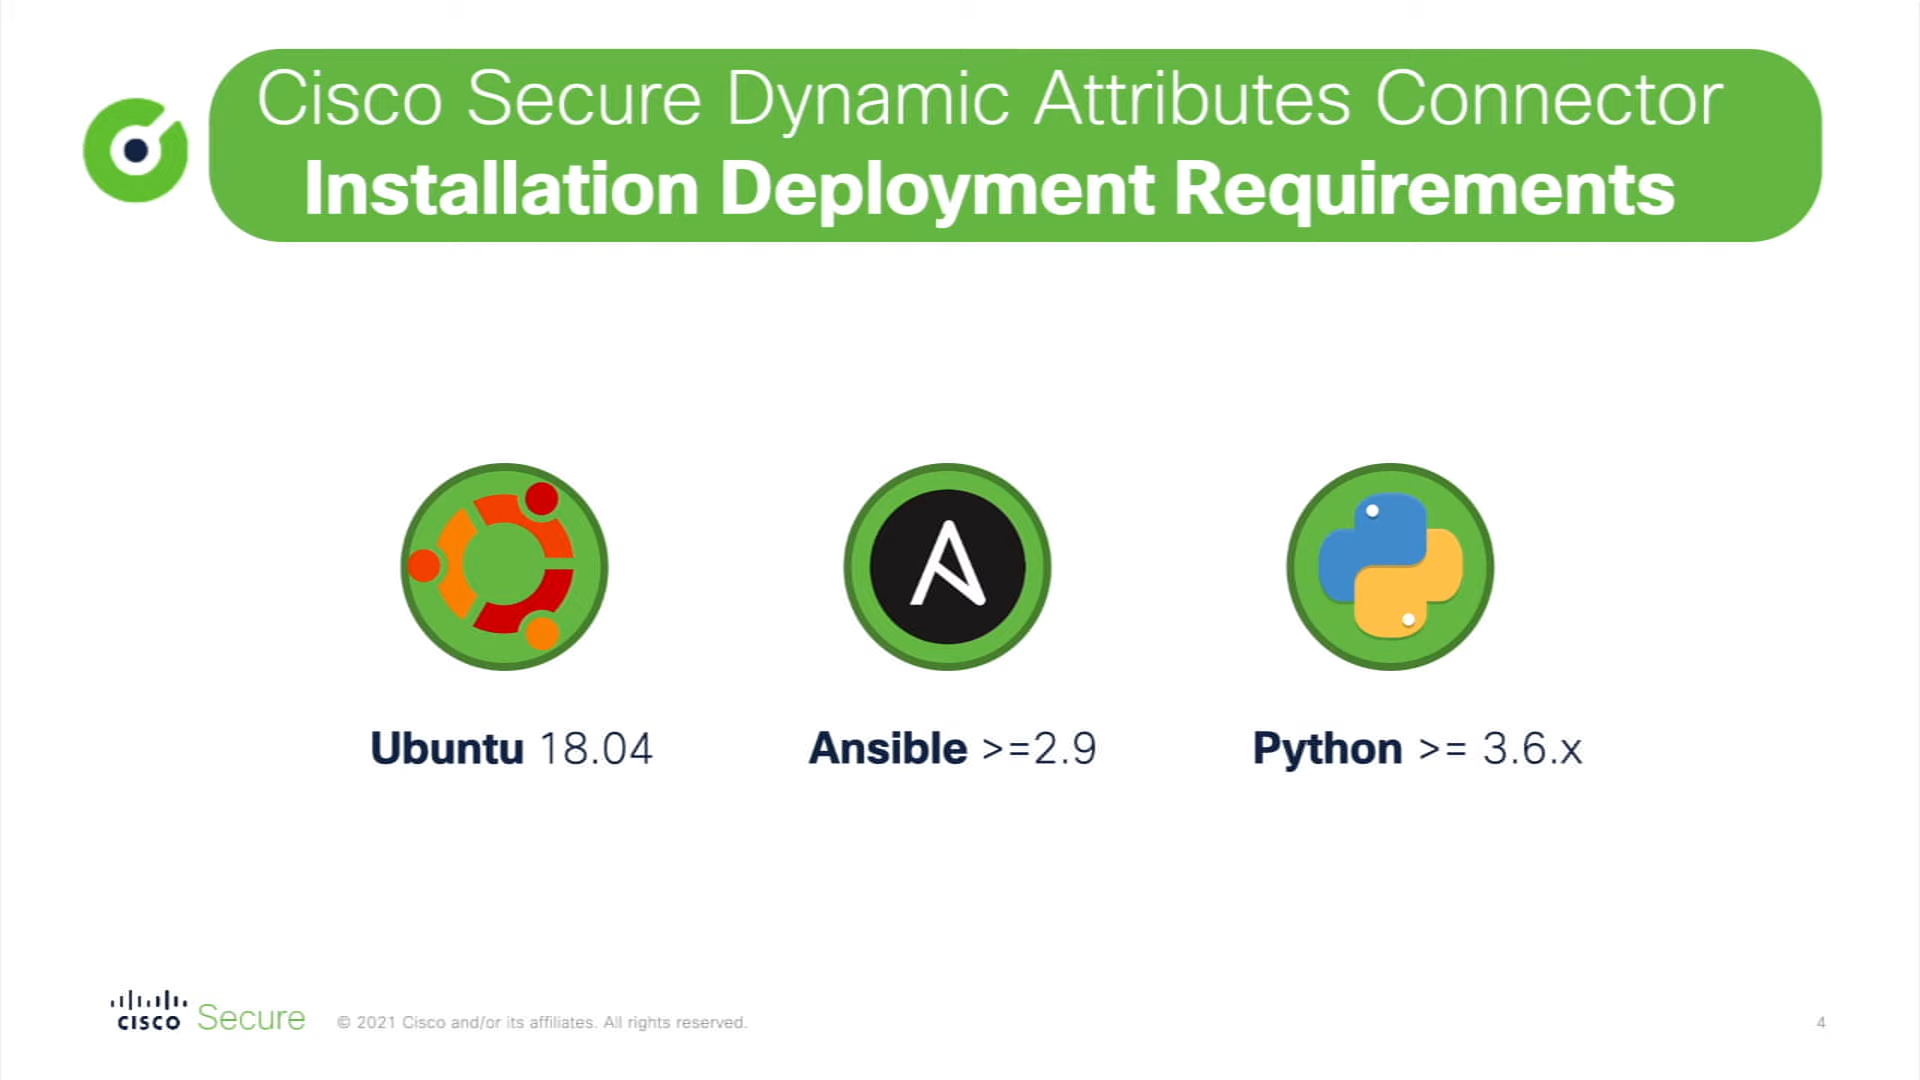 Cisco Secure Dynamic Attributes Connector
Installation Deployment Requirements
Ubuntu 18.04
Ansible >=2.9
Python >= 3.6.x
CISCO Secure
© 2021 Cisco and/or its affiliates. All rights reserved.
4